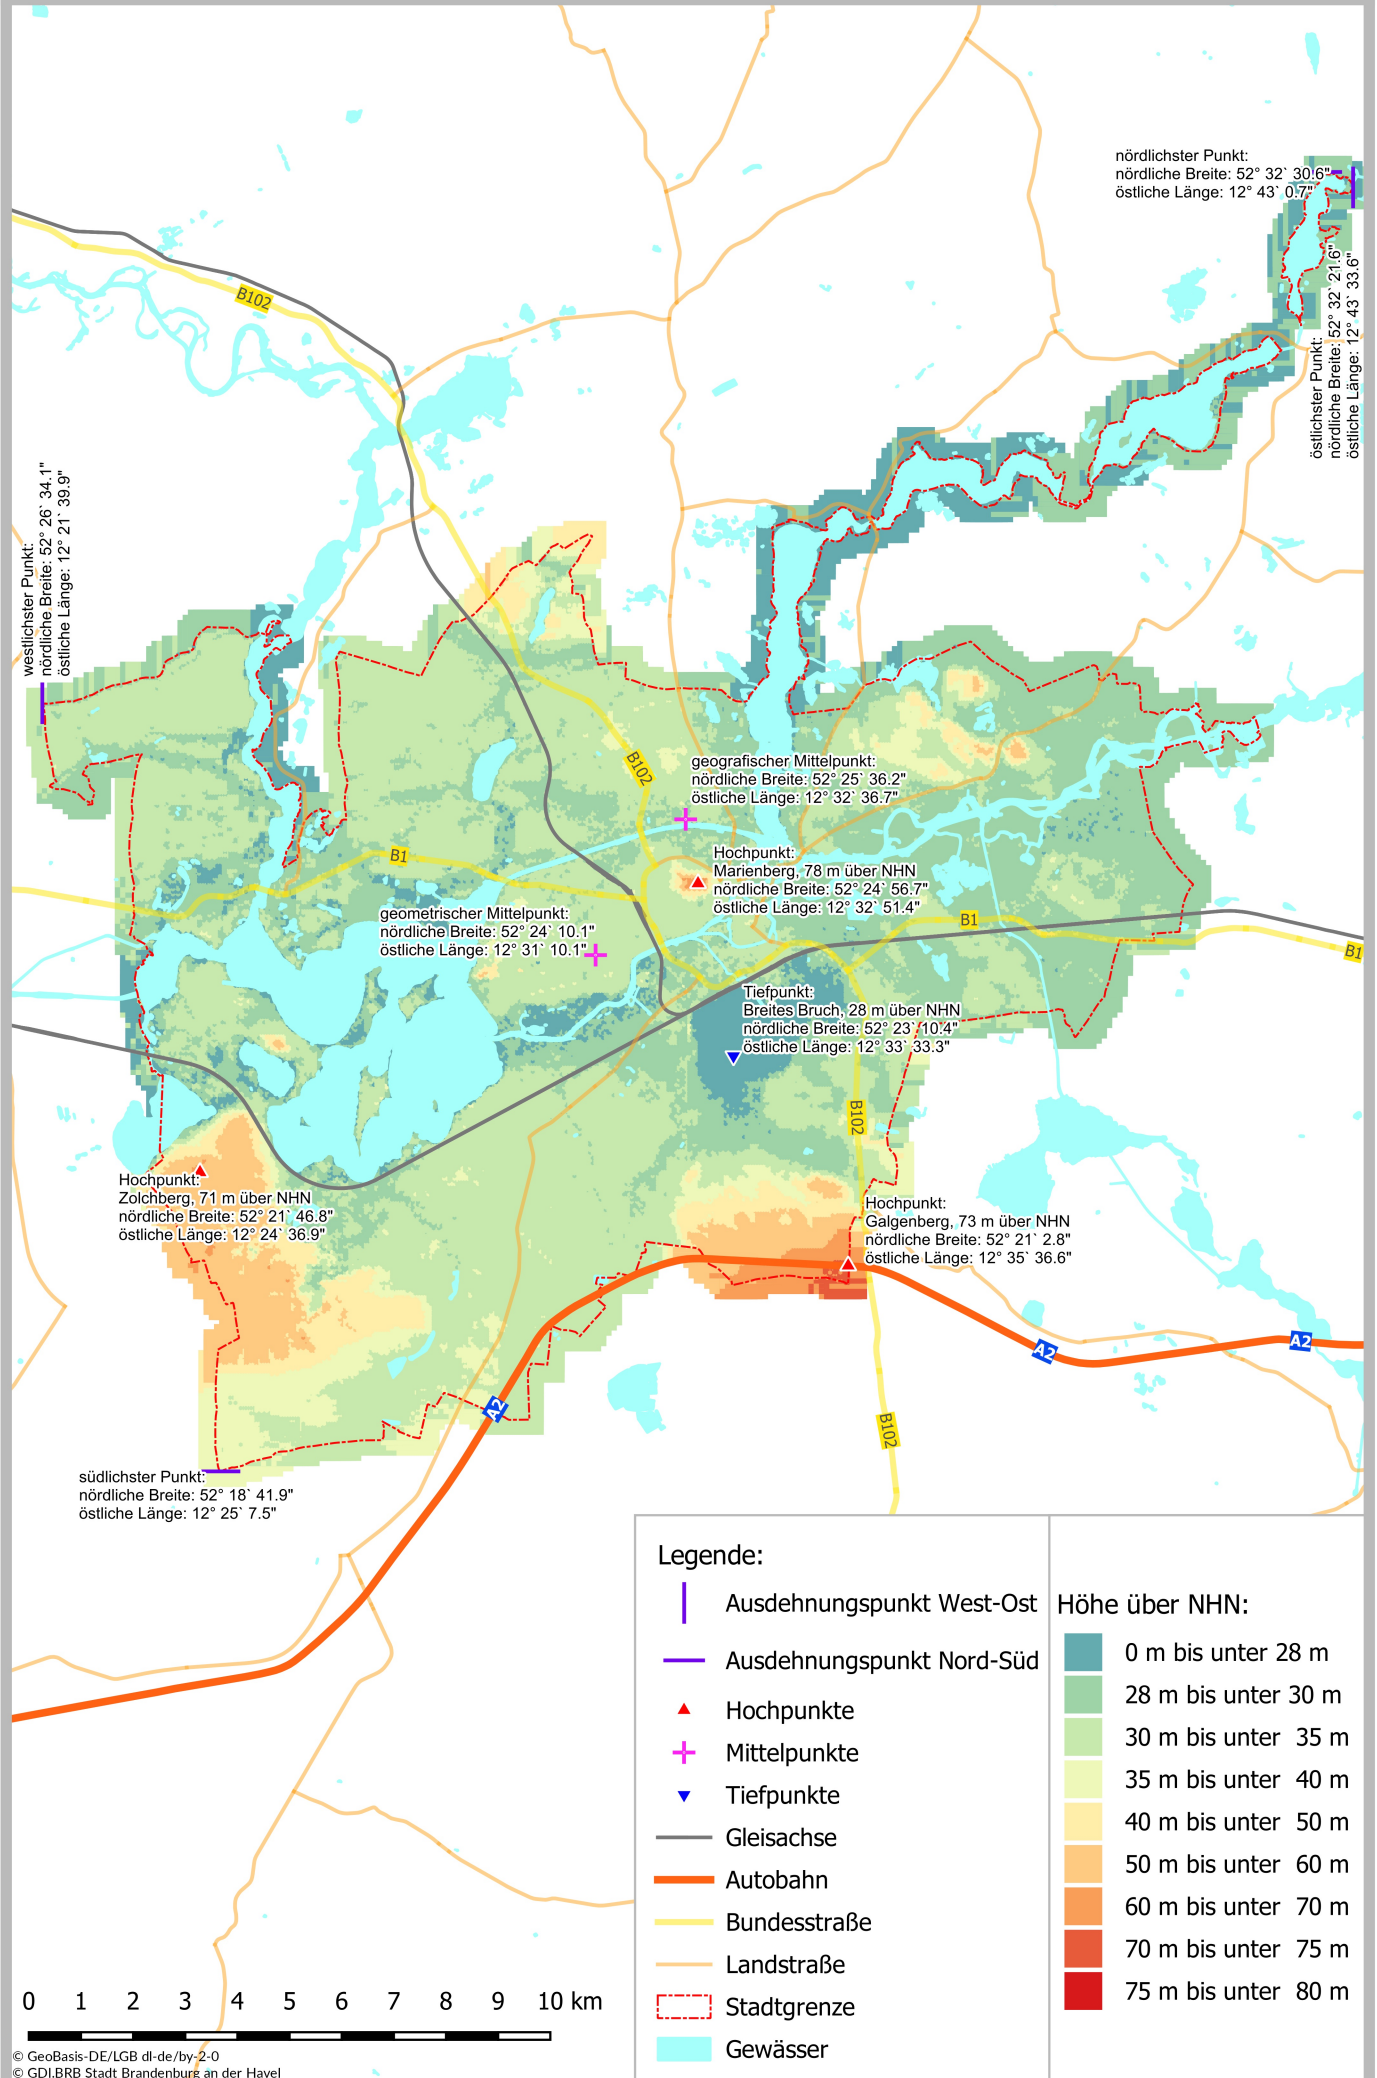 nördlichster Punkt:
nördliche Breite: 52° 32` 30.6"
östliche Länge: 12° 43` 0.7"
B102
östlichster Punkt:
nördliche Breite: 52° 32` 21.6"
östliche Länge: 12° 43` 33.6"
westlichster Punkt:
nördliche Breite: 52° 26` 34.1"
östliche Länge: 12° 21` 39.9"
B102
geografischer Mittelpunkt:
nördliche Breite: 52° 25` 36.2"
östliche Länge: 12° 32` 36.7"
B1
Hochpunkt:
Marienberg, 78 m über NHN
nördliche Breite: 52° 24` 56.7"
östliche Länge: 12° 32` 51.4"
geometrischer Mittelpunkt:
nördliche Breite: 52° 24` 10.1"
östliche Länge: 12° 31` 10.1"
B1
B1
Tiefpunkt:
Breites Bruch, 28 m über NHN
nördliche Breite: 52° 23` 10.4"
östliche Länge: 12° 33` 33.3"
B102
Hochpunkt:
Zolchberg, 71 m über NHN
nördliche Breite: 52° 21` 46.8"
östliche Länge: 12° 24` 36.9"
Hochpunkt:
Galgenberg, 73 m über NHN
nördliche Breite: 52° 21` 2.8"
östliche Länge: 12° 35` 36.6"
A2
A2
A2
B102
südlichster Punkt:
nördliche Breite: 52° 18` 41.9"
östliche Länge: 12° 25` 7.5"
Legende:
Ausdehnungspunkt West-Ost
Ausdehnungspunkt Nord-Süd
Hochpunkte
Mittelpunkte
Tiefpunkte
Gleisachse
Autobahn
Bundesstraße
Landstraße
Stadtgrenze
Gewässer
Höhe über NHN:
0 m bis unter 28 m
28 m bis unter 30 m
30 m bis unter 35 m
35 m bis unter 40 m
40 m bis unter 50 m
50 m bis unter 60 m
60 m bis unter 70 m
70 m bis unter 75 m
75 m bis unter 80 m
0 1 2 3 4 5 6 7 8 9 10 km
© GeoBasis-DE/LGB dl-de/by-2-0
© GDI.BRB Stadt Brandenburg an der Havel